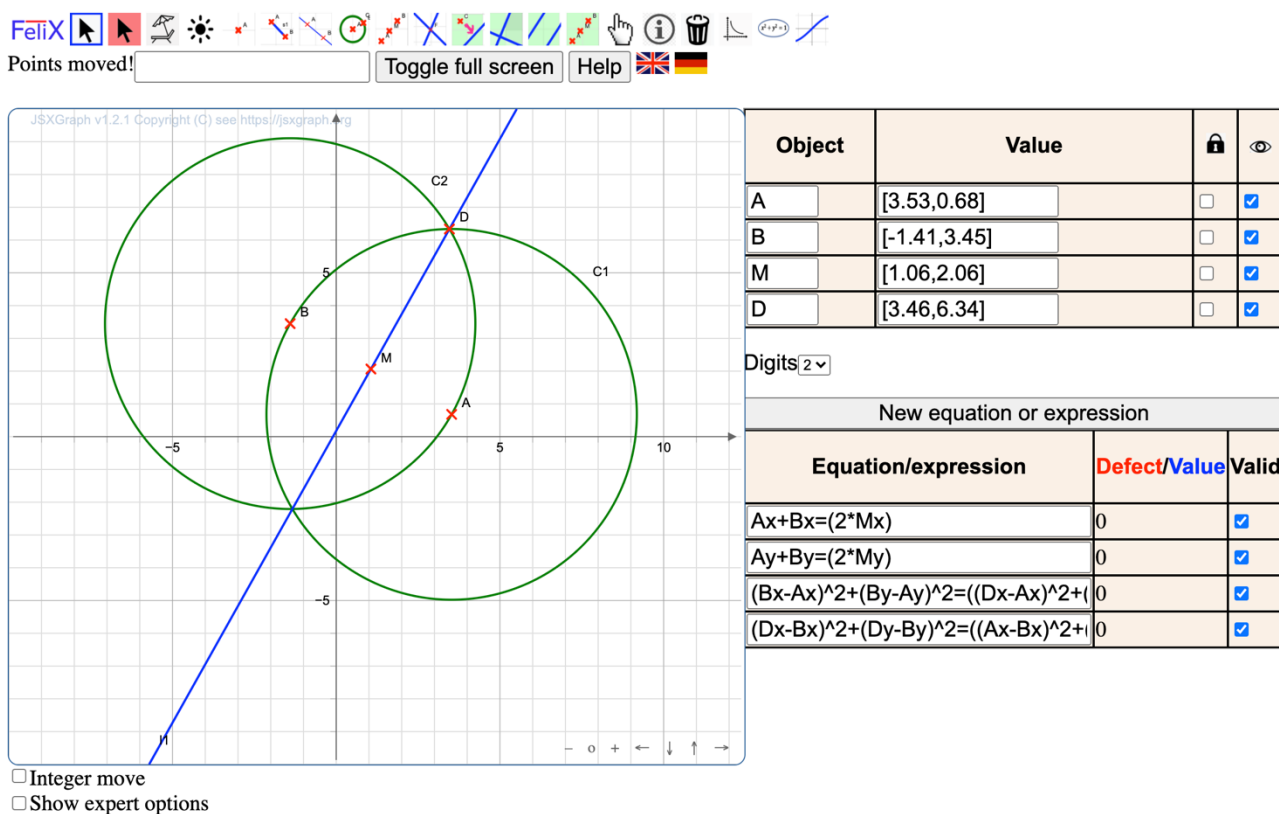 FeliX
Points moved! Toggle full screen Help
JSXGraph v1.2.1 Copyright (C) see https://jsxgraph.org
C2
D
5
C1
B
M
A
−5 5 10
−5
l1
− o + ← ↓ ↑ →
Integer move
Show expert options
Object Value
A [3.53,0.68]
B [-1.41,3.45]
M [1.06,2.06]
D [3.46,6.34]
Digits 2
New equation or expression
Equation/expression Defect/Value Valid
Ax+Bx=(2*Mx) 0
Ay+By=(2*My) 0
(Bx-Ax)^2+(By-Ay)^2=((Dx-Ax)^2+( 0
(Dx-Bx)^2+(Dy-By)^2=((Ax-Bx)^2+( 0